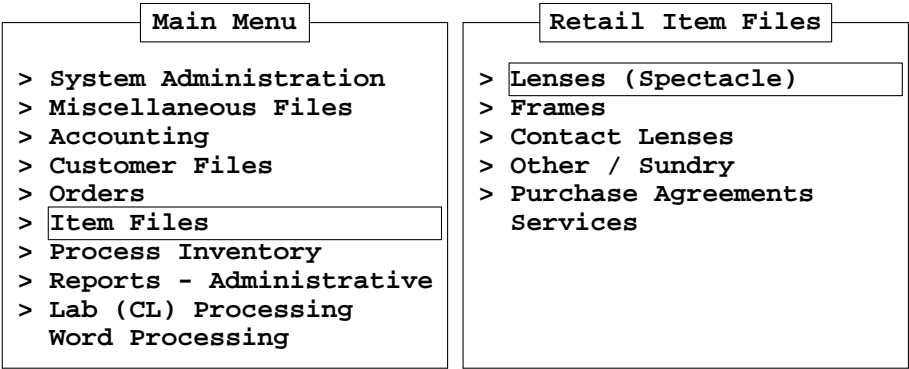 Main Menu
> System Administration
> Miscellaneous Files
> Accounting
> Customer Files
> Orders
> Item Files
> Process Inventory
> Reports - Administrative
> Lab (CL) Processing
Word Processing
Retail Item Files
> Lenses (Spectacle)
> Frames
> Contact Lenses
> Other / Sundry
> Purchase Agreements
Services